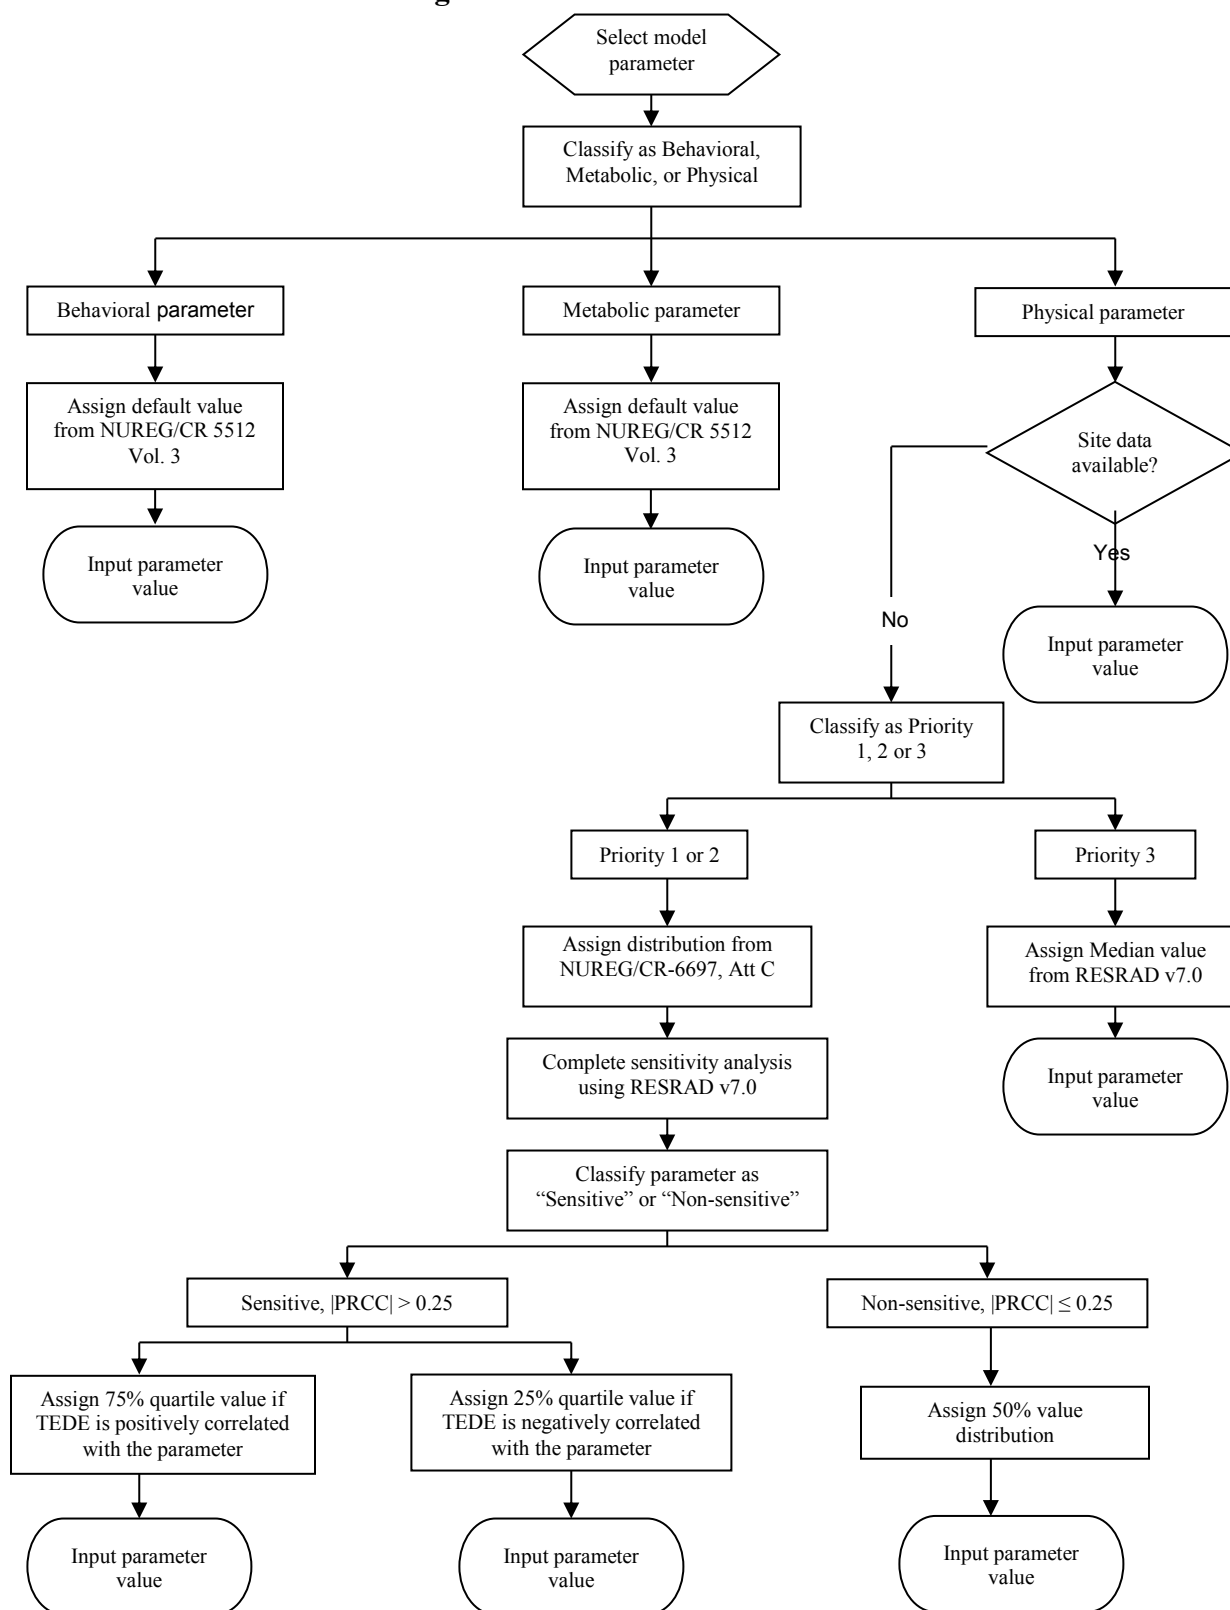 Select model
parameter
Classify as Behavioral,
Metabolic, or Physical
Behavioral parameter
Metabolic parameter
Physical parameter
Assign default value
from NUREG/CR 5512
Vol. 3
Assign default value
from NUREG/CR 5512
Vol. 3
Site data
available?
Input parameter
value
Input parameter
value
Yes
No
Input parameter
value
Classify as Priority
1, 2 or 3
Priority 1 or 2
Priority 3
Assign distribution from
NUREG/CR-6697, Att C
Assign Median value
from RESRAD v7.0
Complete sensitivity analysis
using RESRAD v7.0
Input parameter
value
Classify parameter as
“Sensitive” or “Non-sensitive”
Sensitive, |PRCC| > 0.25
Non-sensitive, |PRCC| ≤ 0.25
Assign 75% quartile value if
TEDE is positively correlated
with the parameter
Assign 25% quartile value if
TEDE is negatively correlated
with the parameter
Assign 50% value
distribution
Input parameter
value
Input parameter
value
Input parameter
value